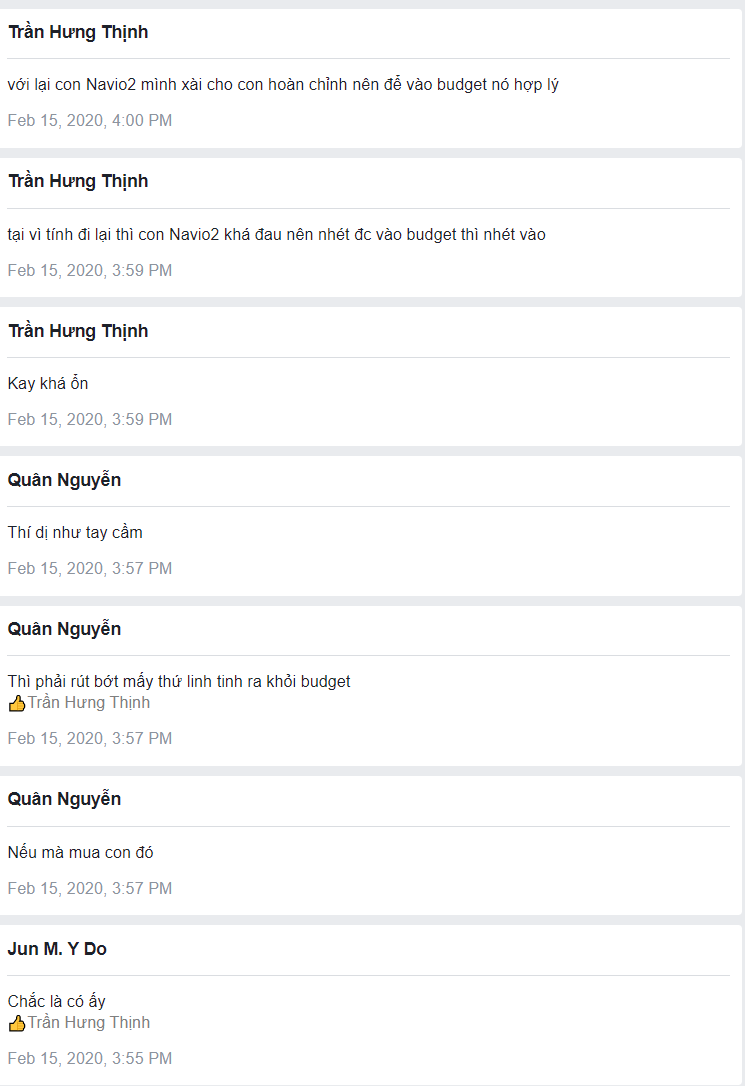 Trần Hưng Thịnh
với lại con Navio2 mình xài cho con hoàn chỉnh nên để vào budget nó hợp lý
Feb 15, 2020, 4:00 PM
Trần Hưng Thịnh
tại vì tính đi lại thì con Navio2 khá đau nên nhét đc vào budget thì nhét vào
Feb 15, 2020, 3:59 PM
Trần Hưng Thịnh
Kay khá ổn
Feb 15, 2020, 3:59 PM
Quân Nguyễn
Thí dị như tay cầm
Feb 15, 2020, 3:57 PM
Quân Nguyễn
Thì phải rút bớt mấy thứ linh tinh ra khỏi budget
👍Trần Hưng Thịnh
Feb 15, 2020, 3:57 PM
Quân Nguyễn
Nếu mà mua con đó
Feb 15, 2020, 3:57 PM
Jun M. Y Do
Chắc là có ấy
👍Trần Hưng Thịnh
Feb 15, 2020, 3:55 PM